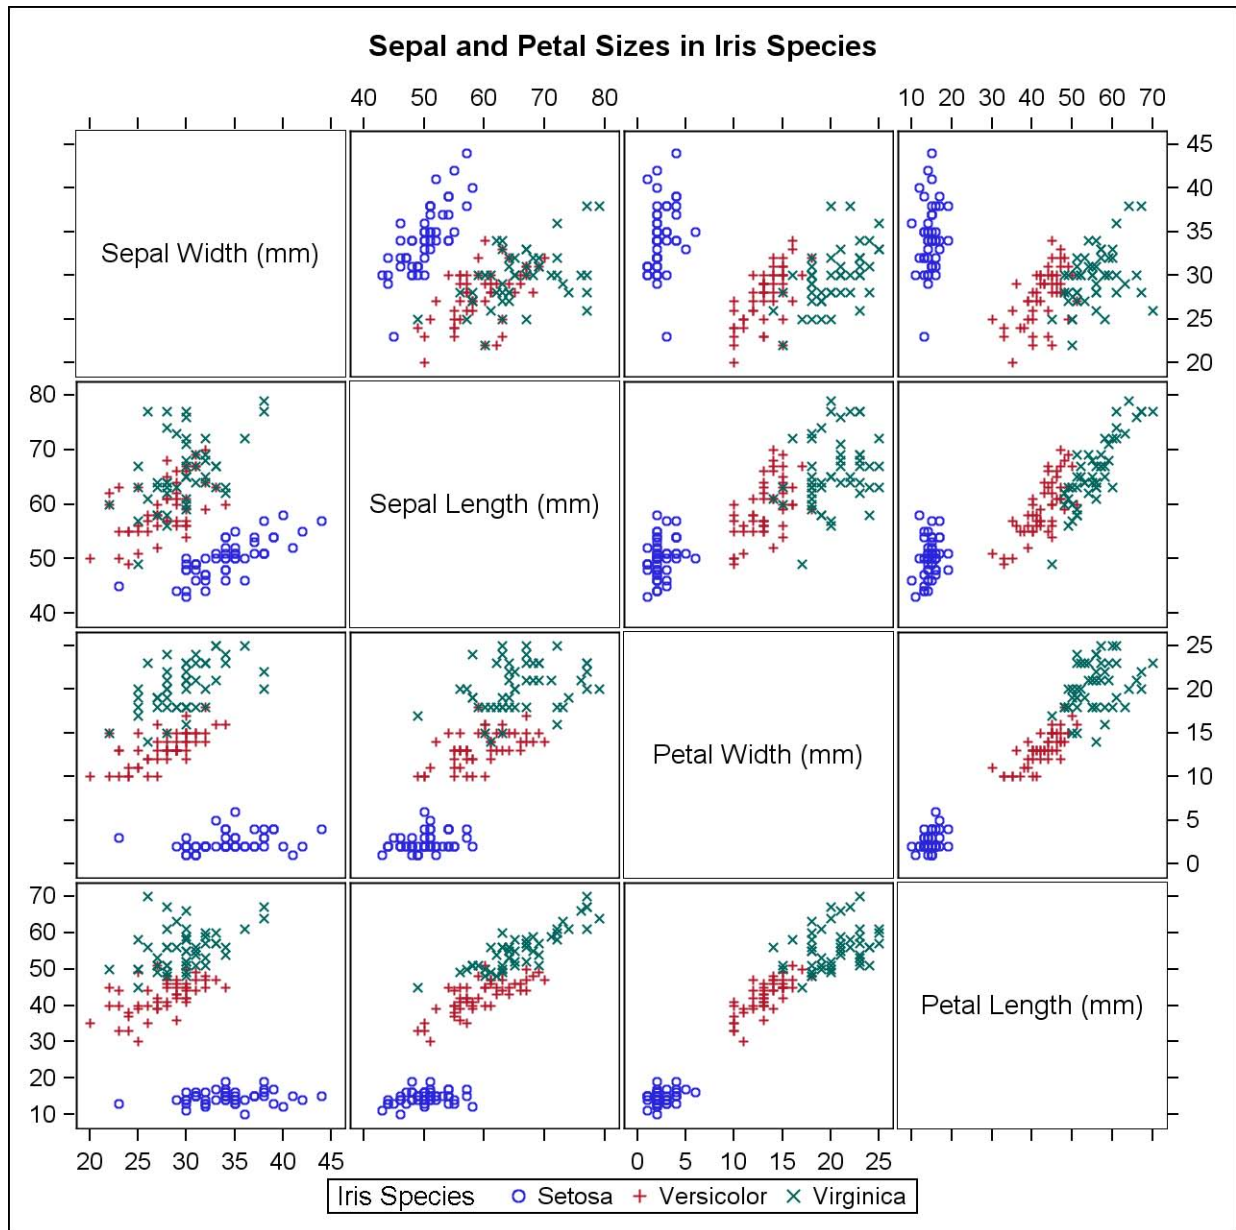 Sepal and Petal Sizes in Iris Species
40 50 60 70 80
10 20 30 40 50 60 70
45
40
35
30
25
20
Sepal Width (mm)
80
70
60
50
40
Sepal Length (mm)
25
20
15
10
5
0
Petal Width (mm)
70
60
50
40
30
20
10
Petal Length (mm)
20 25 30 35 40 45
0 5 10 15 20 25
Iris Species Setosa Versicolor Virginica